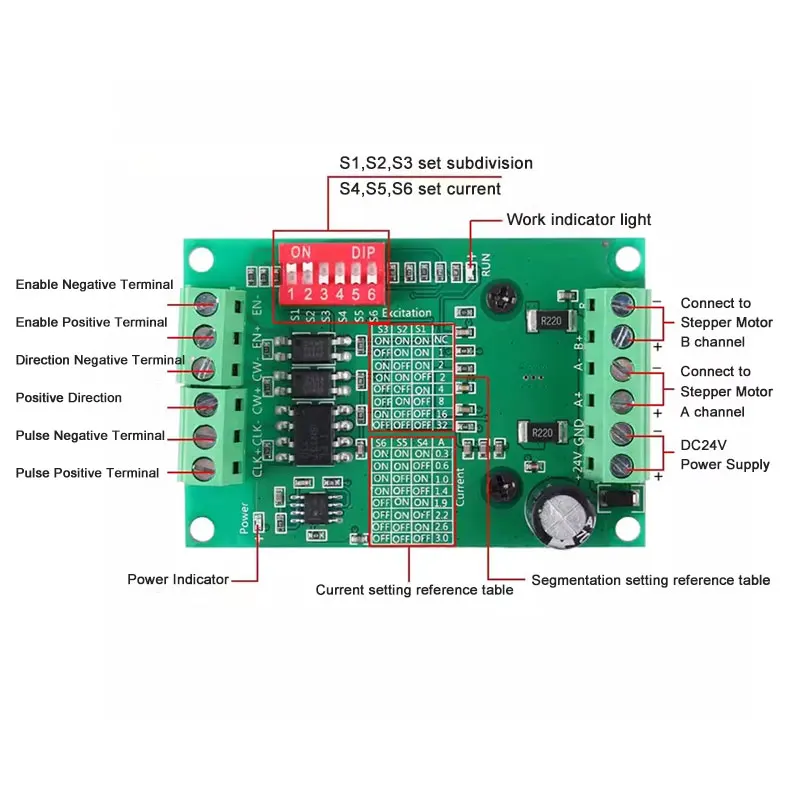 S1,S2,S3 set subdivision
S4,S5,S6 set current
Work indicator light
Enable Negative Terminal
Enable Positive Terminal
Direction Negative Terminal
Positive Direction
Pulse Negative Terminal
Pulse Positive Terminal
Power Indicator
EN-
EN+
CW-
CW+
CLK-
CLK+
Power
ON DIP
1 2 3 4 5 6
S1 S2 S3 S4 S5 S6
RUN
Excitation
S3 S2 S1
ON ON ON NC
OFF ON ON 1
ON OFF ON 2
OFF OFF ON 2
ON ON OFF 4
OFF ON OFF 8
ON OFF OFF 16
OFF OFF OFF 32
S6 S5 S4 A
ON ON ON 0.3
ON ON OFF 0.6
ON OFF ON 1.0
ON OFF OFF 1.4
OFF ON ON 1.9
OFF ON OFF 2.2
OFF OFF ON 2.6
OFF OFF OFF 3.0
Current
R220
R220
B-
B+
A-
A+
GND
+24V
−
+
−
+
−
+
Connect to
Stepper Motor
B channel
Connect to
Stepper Motor
A channel
DC24V
Power Supply
Current setting reference table
Segmentation setting reference table